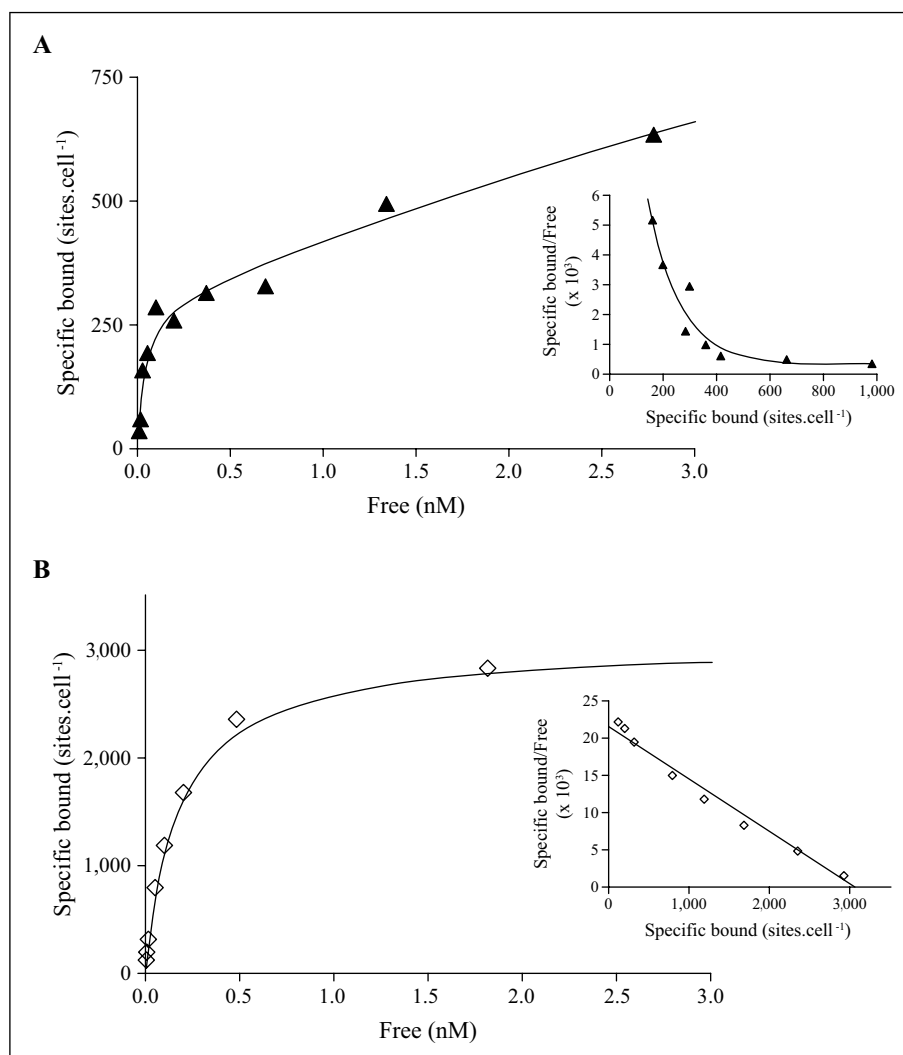 A
750
500
250
0
Specific bound (sites.cell⁻¹)
0.0 0.5 1.0 1.5 2.0 2.5 3.0
Free (nM)
6
5
4
3
2
1
0
Specific bound/Free
(x 10³)
0 200 400 600 800 1,000
Specific bound (sites.cell⁻¹)
B
3,000
2,000
1,000
0
Specific bound (sites.cell⁻¹)
0.0 0.5 1.0 1.5 2.0 2.5 3.0
Free (nM)
25
20
15
10
5
0
Specific bound/Free
(x 10³)
0 1,000 2,000 3,000
Specific bound (sites.cell⁻¹)